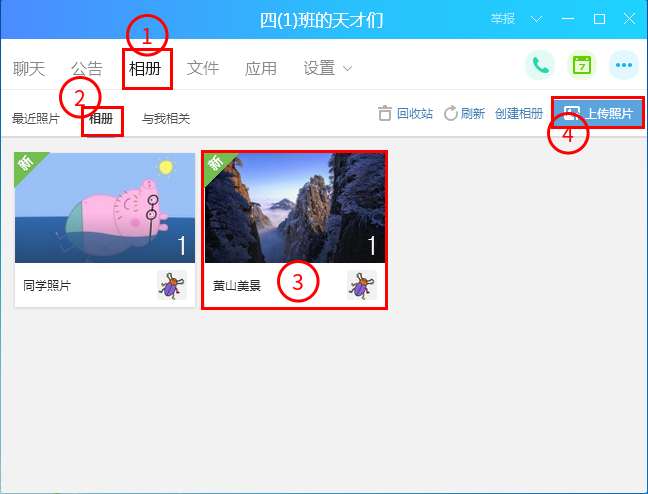 四(1)班的天才们
举报
1
聊天 公告 相册 文件 应用 设置
7
2
最近照片 相册 与我相关
回收站 刷新 创建相册 上传照片
4
新
1
新
1
同学照片
黄山美景
3